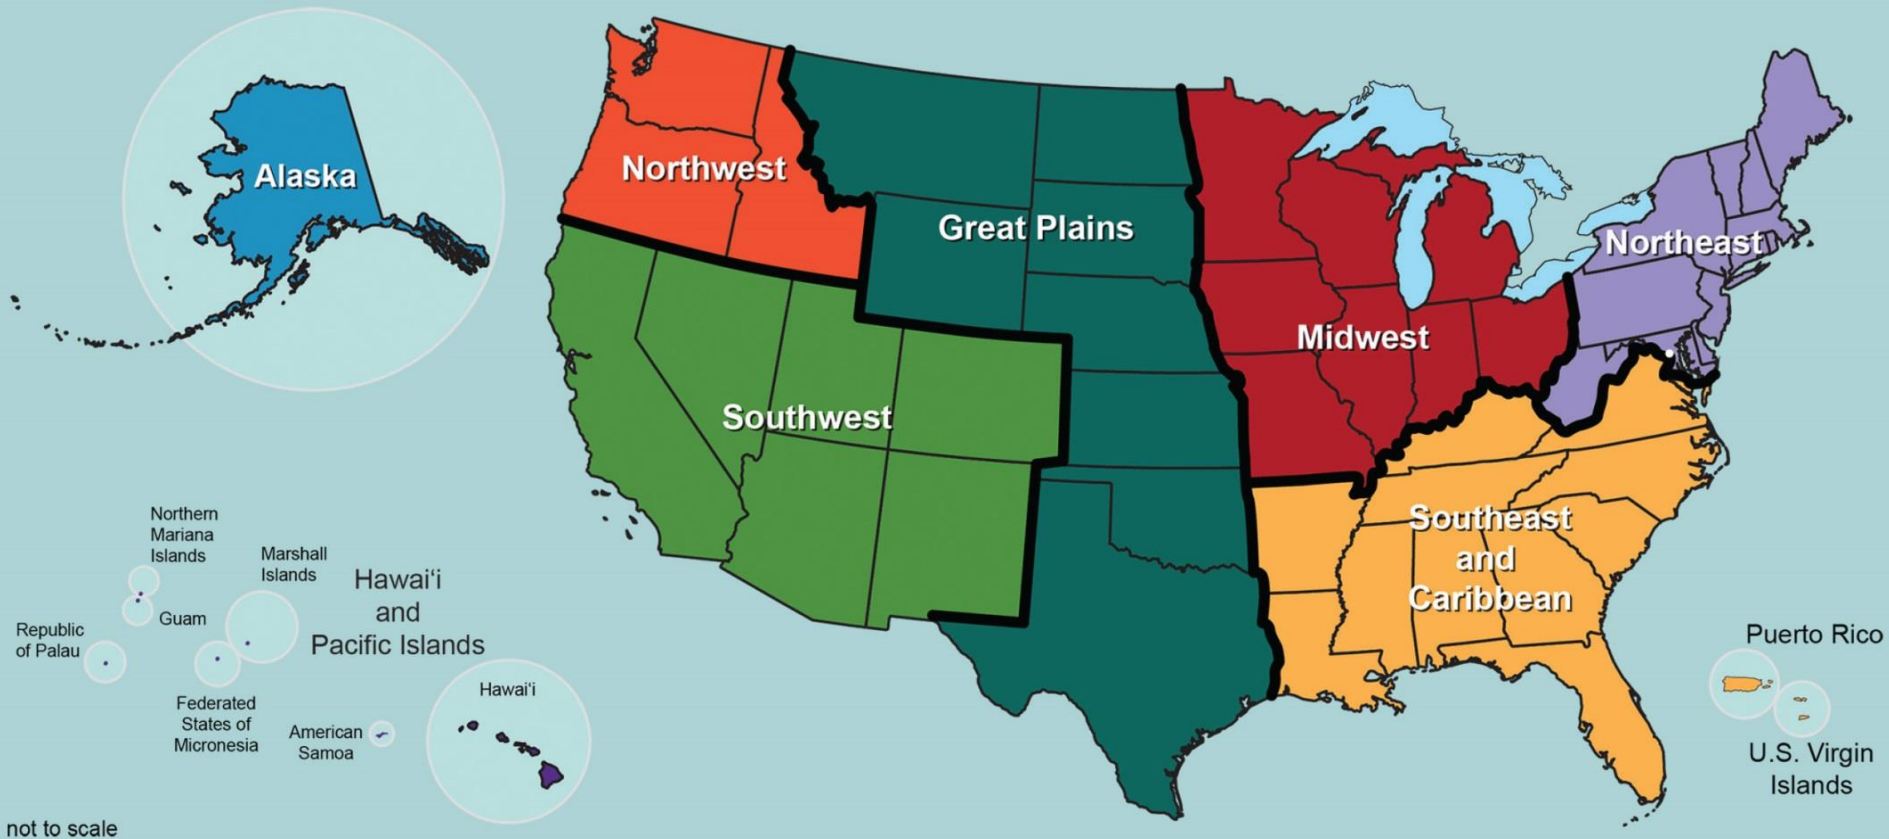 Alaska
Northwest
Great Plains
Northeast
Midwest
Southwest
Southeast
and
Caribbean
Northern
Mariana
Islands
Marshall
Islands
Hawai‘i
and
Pacific Islands
Guam
Republic
of Palau
Federated
States of
Micronesia
American
Samoa
Hawai‘i
Puerto Rico
U.S. Virgin
Islands
not to scale